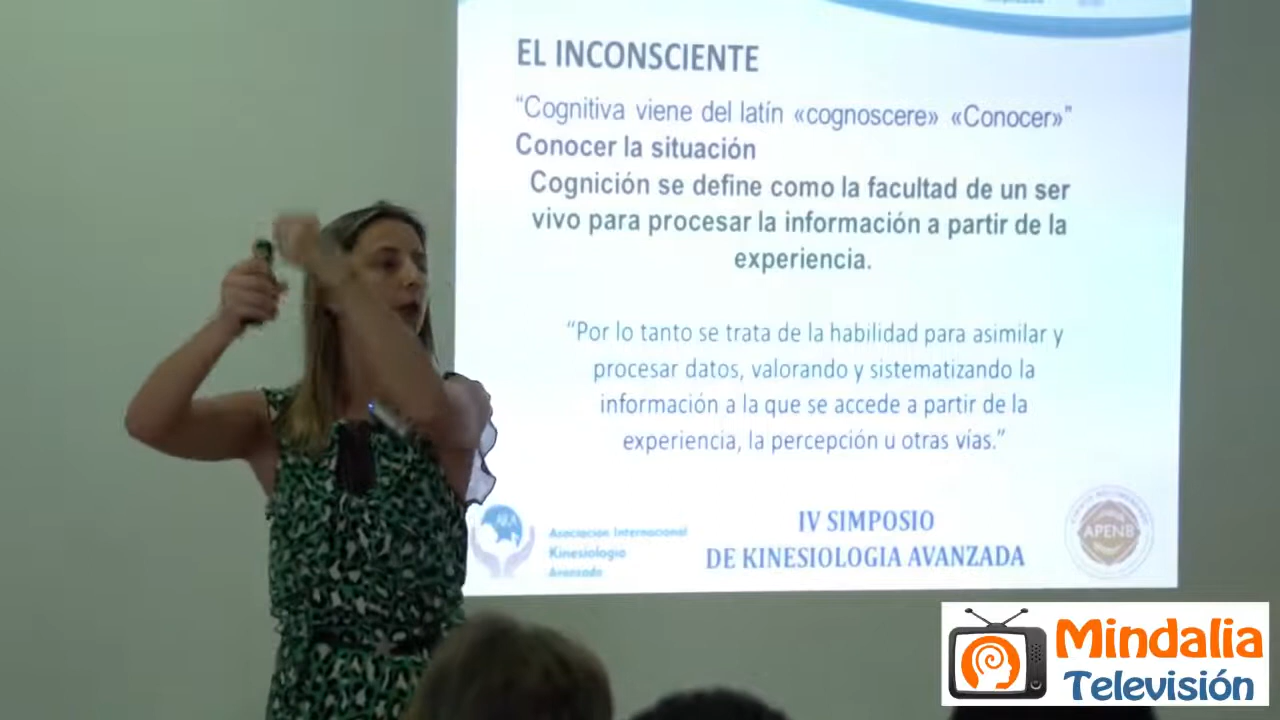 EL INCONSCIENTE
“Cognitiva viene del latín «cognoscere» «Conocer»”
Conocer la situación
Cognición se define como la facultad de un ser
vivo para procesar la información a partir de la
experiencia.
“Por lo tanto se trata de la habilidad para asimilar y
procesar datos, valorando y sistematizando la
información a la que se accede a partir de la
experiencia, la percepción u otras vías.”
Asociación Internacional
Kinesiología
Avanzada
IV SIMPOSIO
DE KINESIOLOGIA AVANZADA
APENB
Mindalia
Televisión